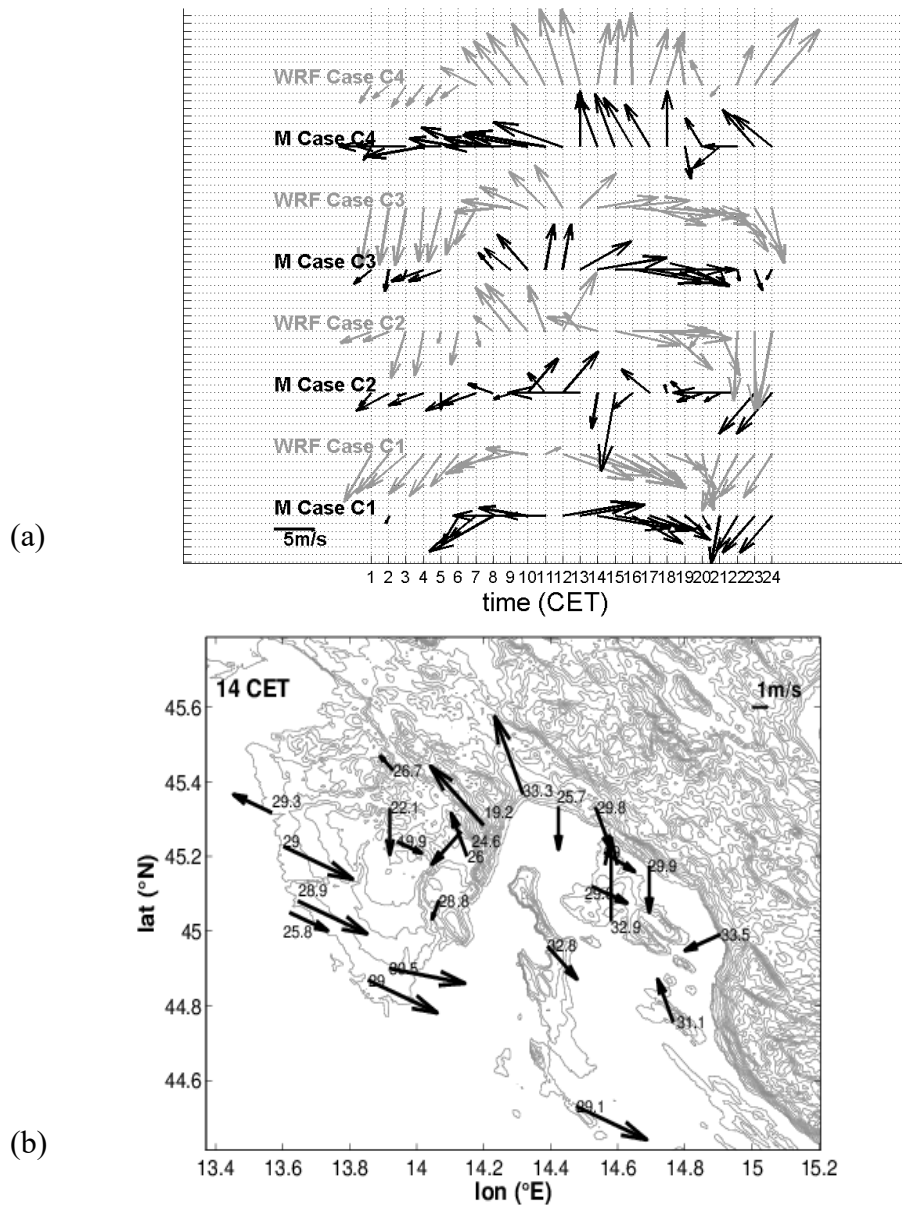 WRF Case C4
M Case C4
WRF Case C3
M Case C3
WRF Case C2
M Case C2
WRF Case C1
M Case C1
(a)
5m/s
1 2 3 4 5 6 7 8 9 10 11 12 13 14 15 16 17 18 19 20 21 22 23 24
time (CET)
14 CET
1m/s
45.6
45.4
45.2
45
44.8
44.6
lat (°N)
26.7
29.3
33.3
25.7
22.1
19.2
29.8
19.9
24.6
29
26
29.9
28.9
28.8
25.8
32.9
33.5
32.8
30.5
29
31.1
29.1
(b)
13.4 13.6 13.8 14 14.2 14.4 14.6 14.8 15 15.2
lon (°E)